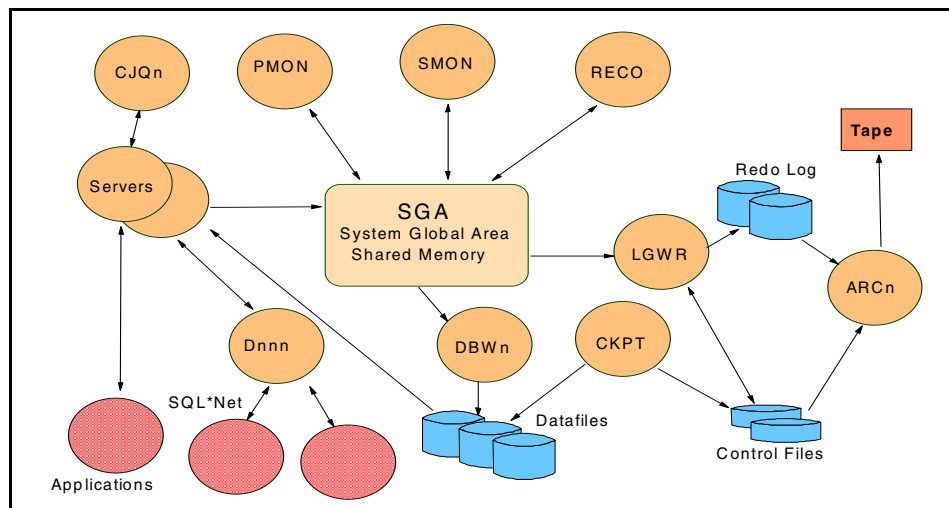 CJQn
PMON
SMON
RECO
Tape
Servers
Redo Log
SGA
System Global Area
Shared Memory
LGWR
ARCn
Dnnn
DBWn
CKPT
SQL*Net
Datafiles
Control Files
Applications